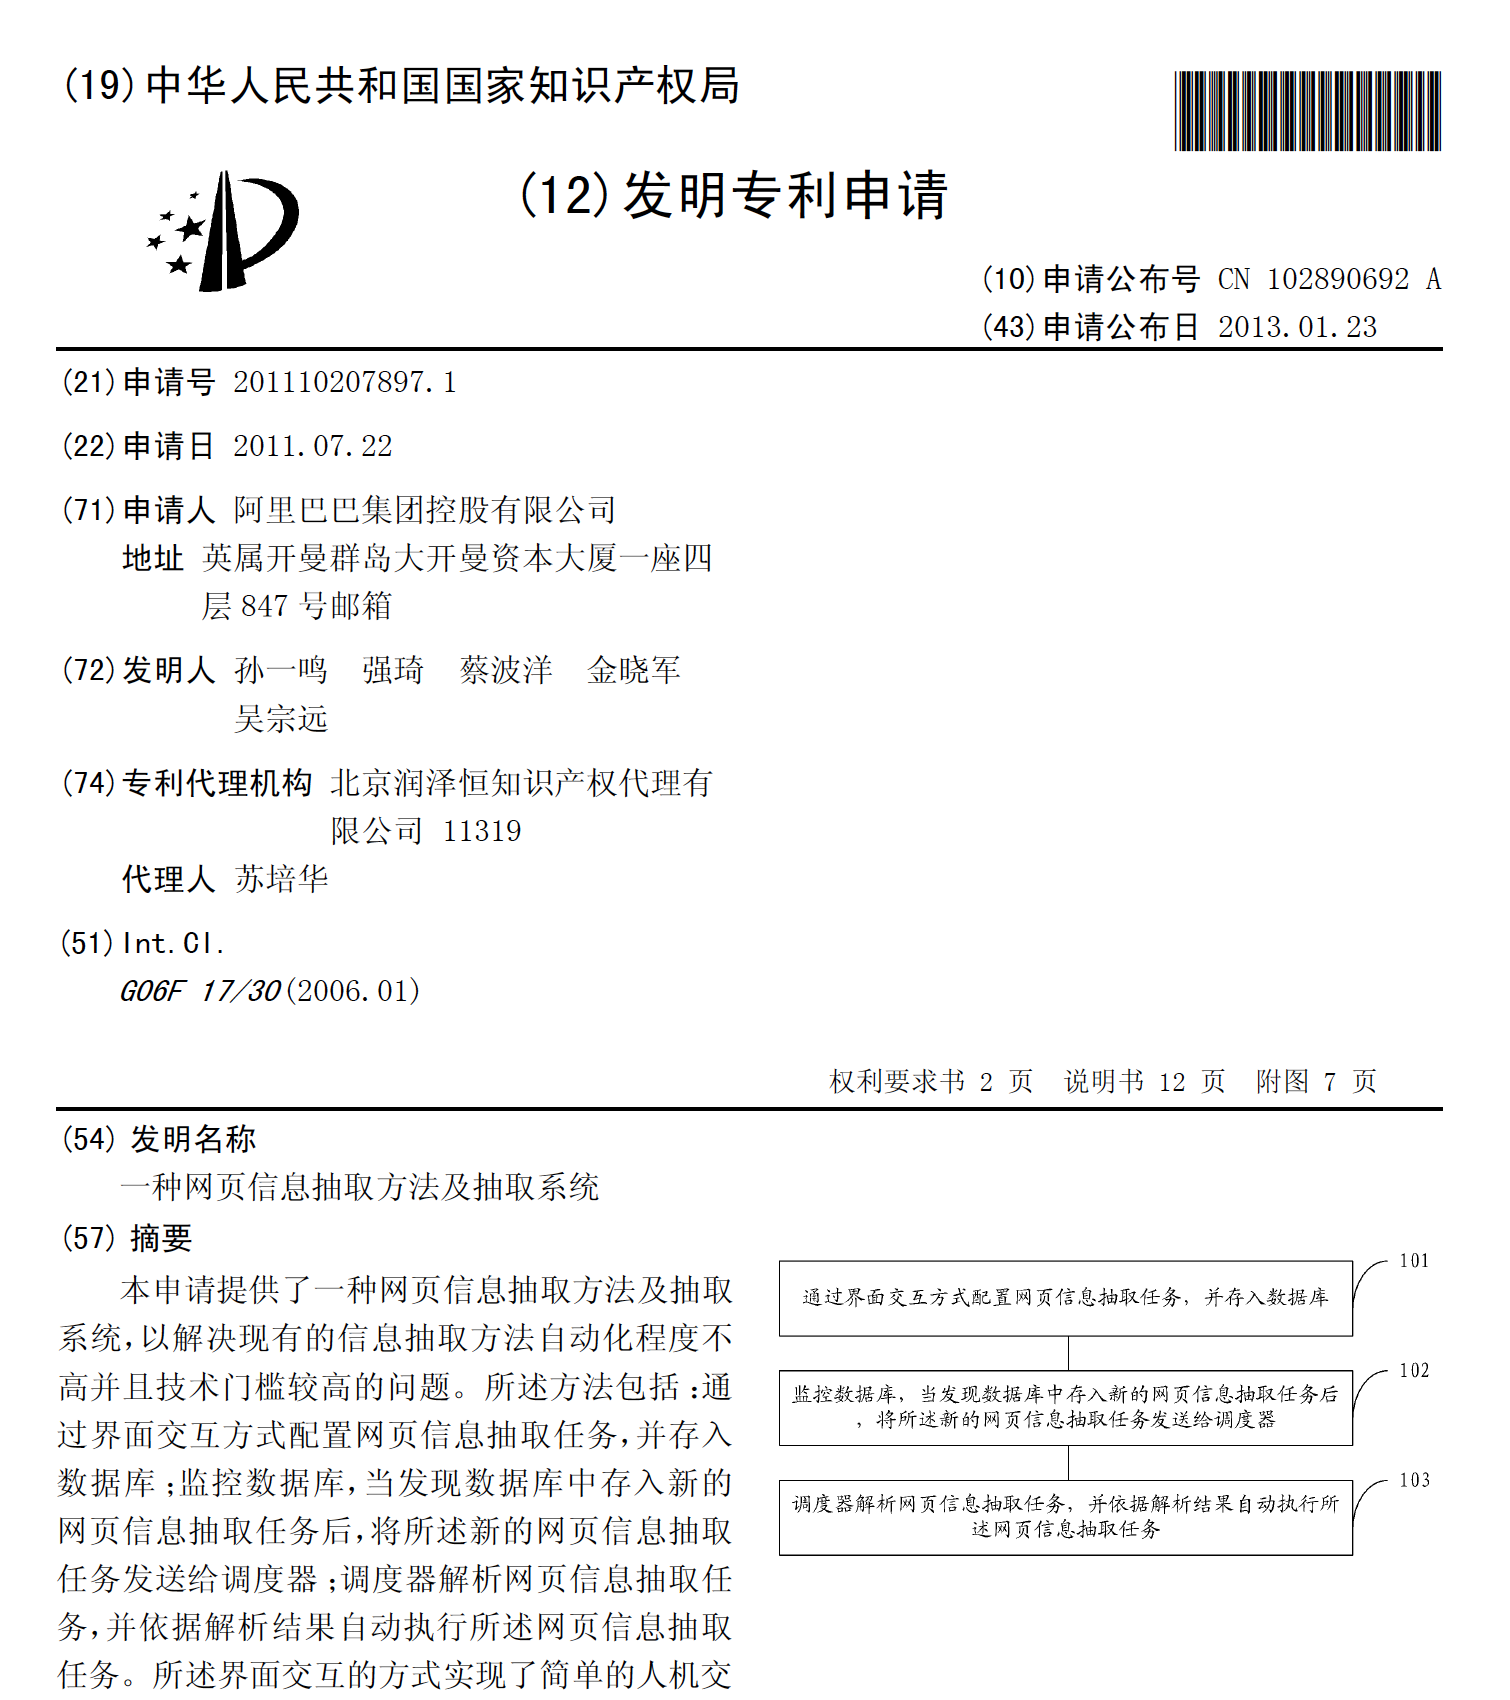 (19)中华人民共和国国家知识产权局
(12)发明专利申请
(10)申请公布号 CN 102890692 A
(43)申请公布日 2013.01.23
(21)申请号 201110207897.1
(22)申请日 2011.07.22
(71)申请人 阿里巴巴集团控股有限公司
地址 英属开曼群岛大开曼资本大厦一座四
层847号邮箱
(72)发明人 孙一鸣 强琦 蔡波洋 金晓军
吴宗远
(74)专利代理机构 北京润泽恒知识产权代理有
限公司 11319
代理人 苏培华
(51)Int.Cl.
G06F 17/30(2006.01)
权利要求书 2 页 说明书 12 页 附图 7 页
(54) 发明名称
一种网页信息抽取方法及抽取系统
(57) 摘要
本申请提供了一种网页信息抽取方法及抽取
系统,以解决现有的信息抽取方法自动化程度不
高并且技术门槛较高的问题。所述方法包括:通
过界面交互方式配置网页信息抽取任务,并存入
数据库;监控数据库,当发现数据库中存入新的
网页信息抽取任务后,将所述新的网页信息抽取
任务发送给调度器;调度器解析网页信息抽取任
务,并依据解析结果自动执行所述网页信息抽取
任务。所述界面交互的方式实现了简单的人机交
101
通过界面交互方式配置网页信息抽取任务，并存入数据库
102
监控数据库，当发现数据库中存入新的网页信息抽取任务后
，将所述新的网页信息抽取任务发送给调度器
103
调度器解析网页信息抽取任务，并依据解析结果自动执行所
述网页信息抽取任务